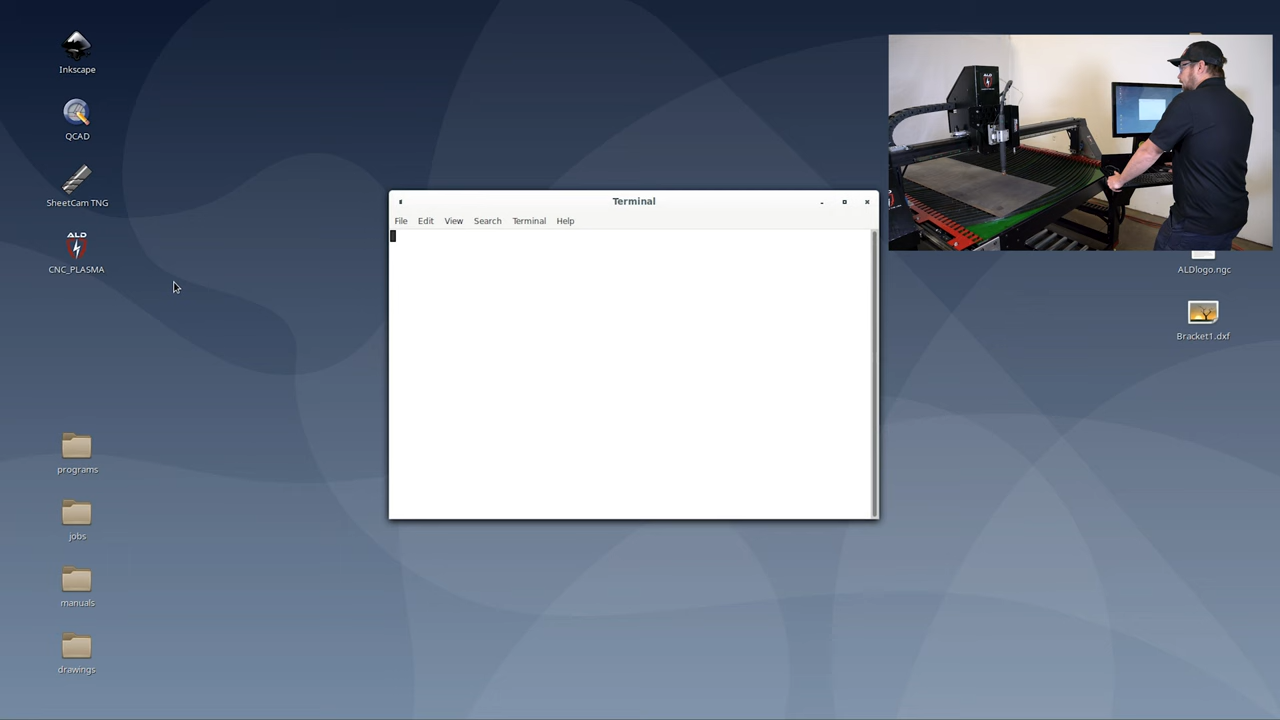 Inkscape
QCAD
SheetCam TNG
ALD
CNC_PLASMA
programs
jobs
manuals
drawings
Terminal
File Edit View Search Terminal Help
ALD
ALDlogo.ngc
Bracket1.dxf